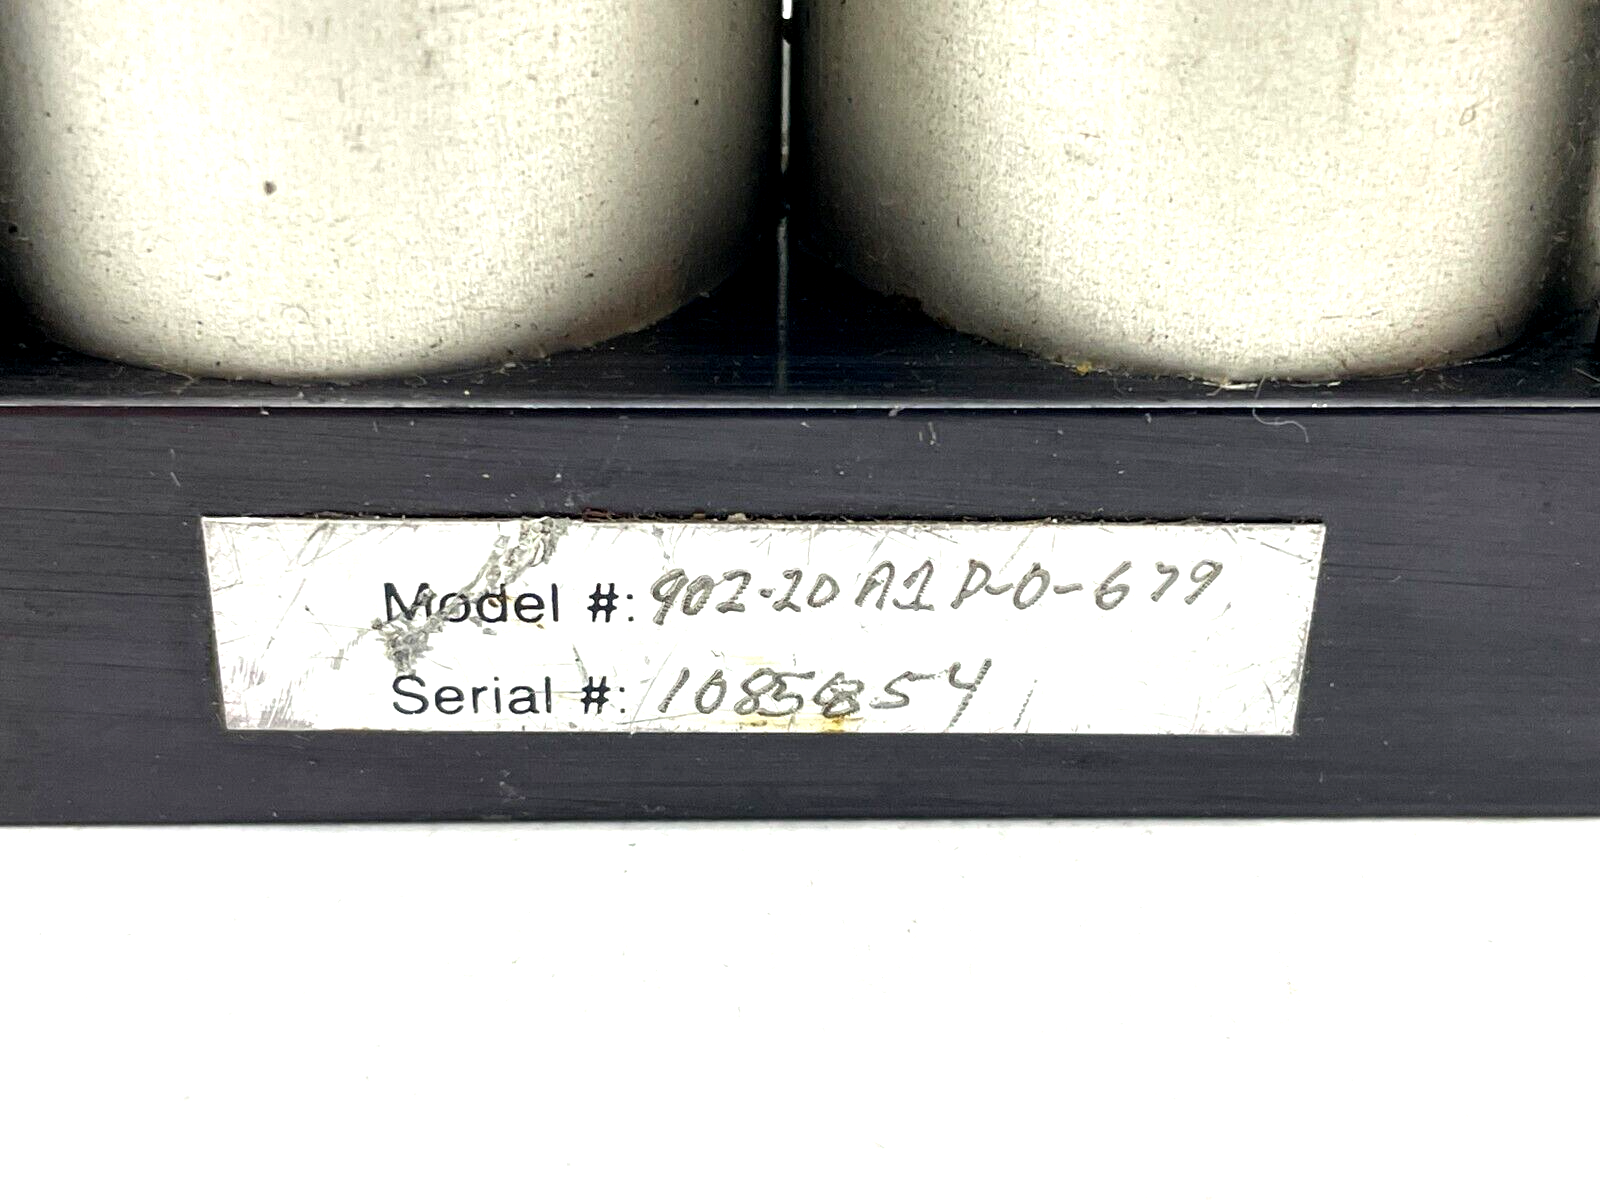 Model #: 902-20A1D-0-679
Serial #: 1085854